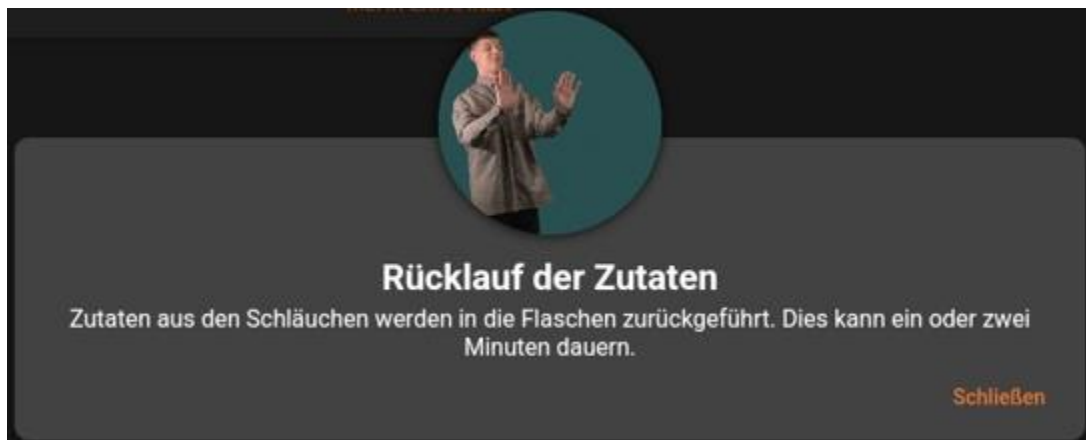 Rücklauf der Zutaten
Zutaten aus den Schläuchen werden in die Flaschen zurückgeführt. Dies kann ein oder zwei
Minuten dauern.
Schließen